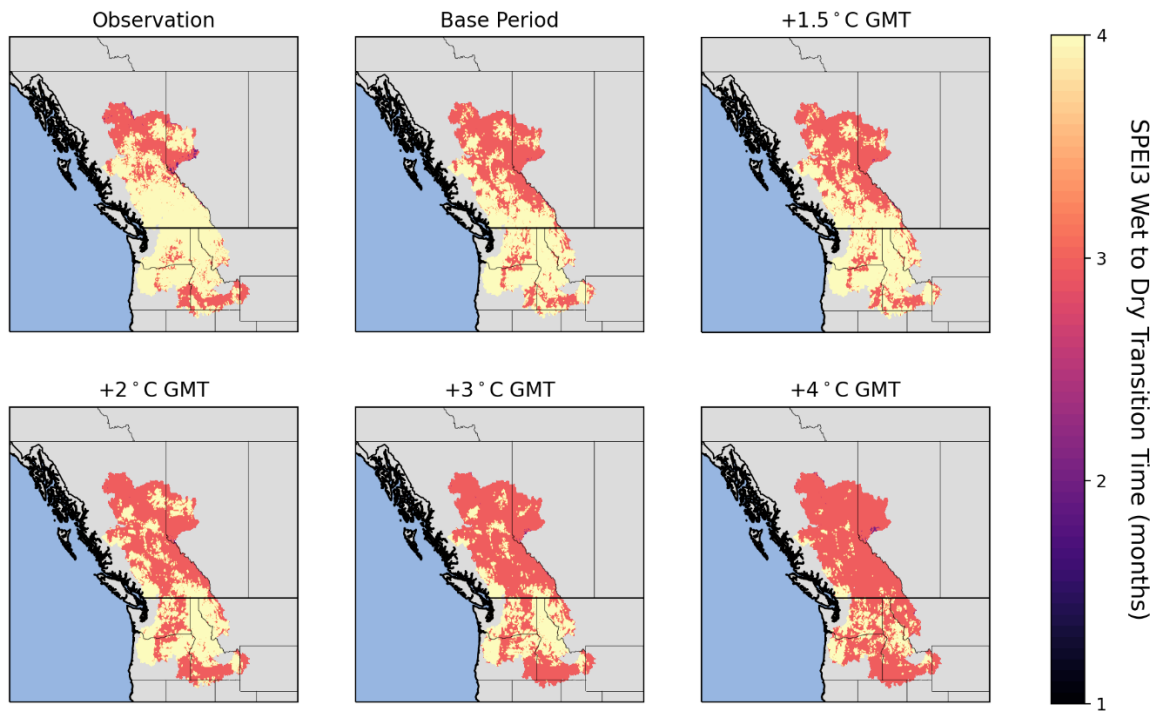 Observation
Base Period
+1.5°C GMT
+2°C GMT
+3°C GMT
+4°C GMT
4
3
2
1
SPEI3 Wet to Dry Transition Time (months)